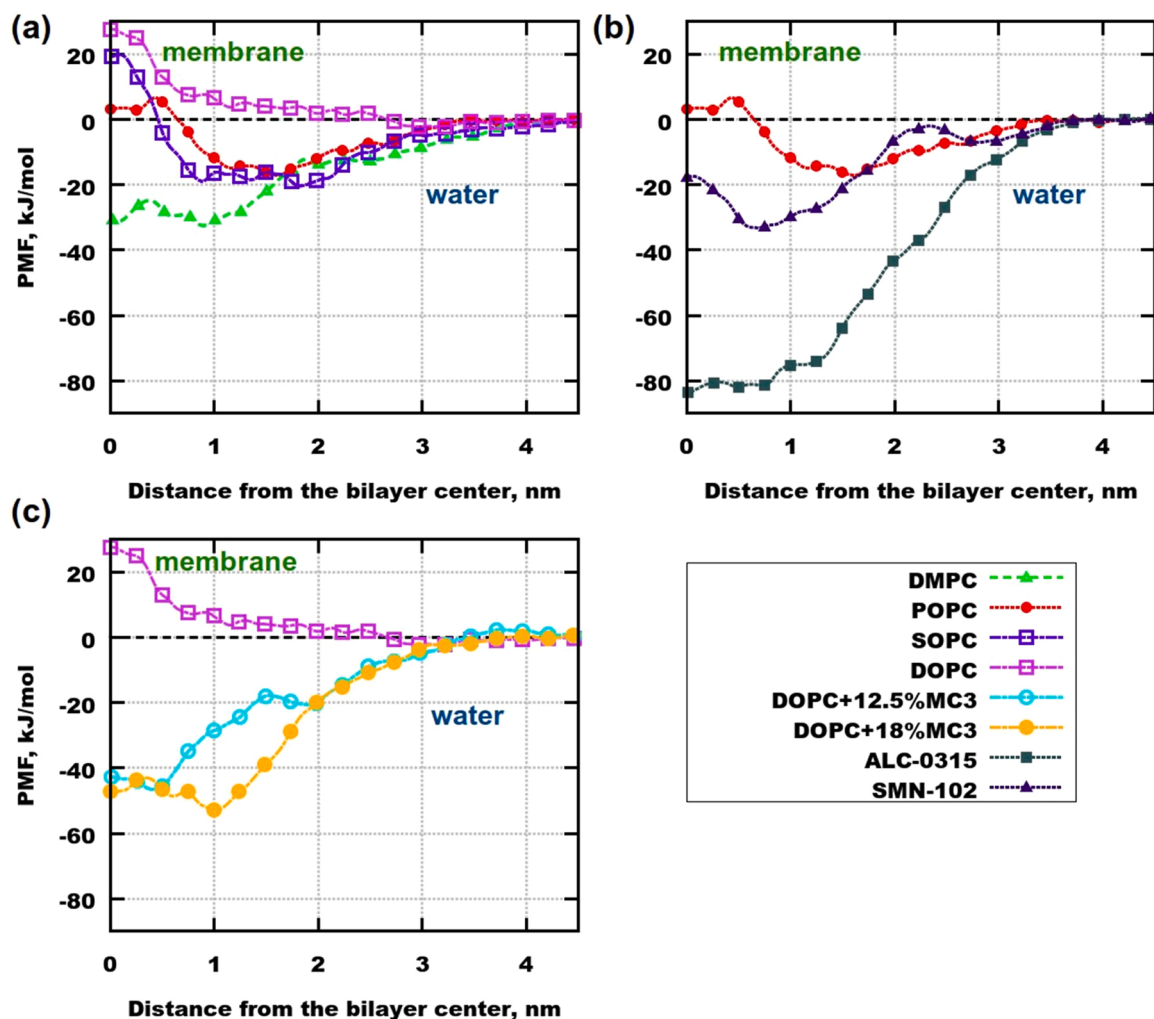 (a)
membrane
water
20
0
-20
-40
-60
-80
PMF, kJ/mol
0 1 2 3 4
Distance from the bilayer center, nm
(b)
membrane
water
20
0
-20
-40
-60
-80
0 1 2 3 4
Distance from the bilayer center, nm
(c)
membrane
water
20
0
-20
-40
-60
-80
PMF, kJ/mol
0 1 2 3 4
Distance from the bilayer center, nm
DMPC
POPC
SOPC
DOPC
DOPC+12.5%MC3
DOPC+18%MC3
ALC-0315
SMN-102